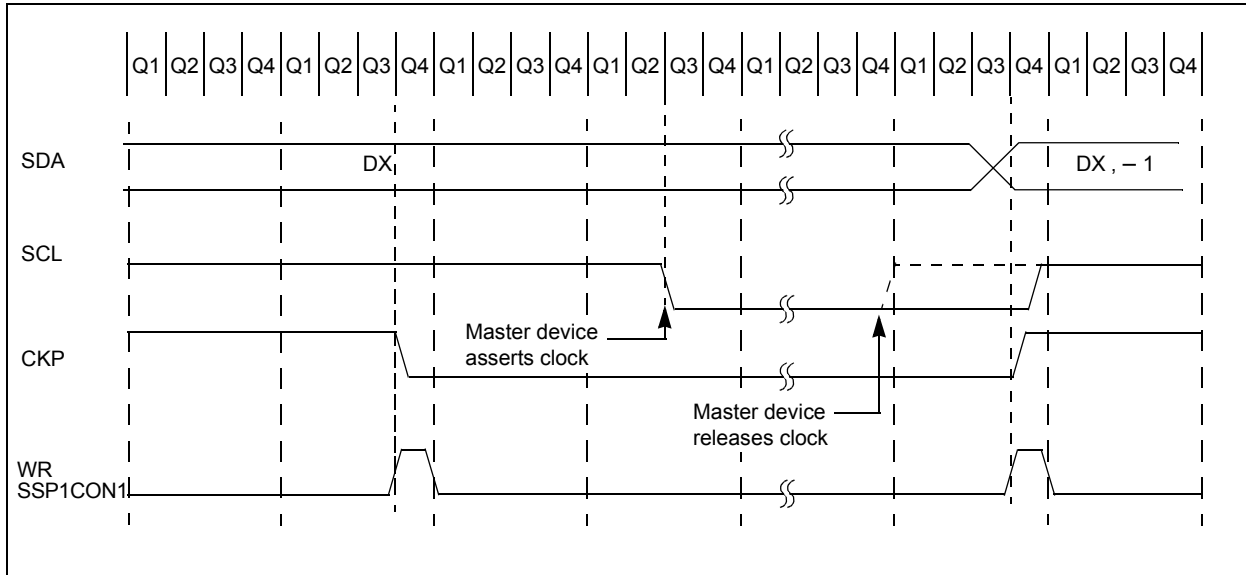 Q1 Q2 Q3 Q4 Q1 Q2 Q3 Q4 Q1 Q2 Q3 Q4 Q1 Q2 Q3 Q4 Q1 Q2 Q3 Q4 Q1 Q2 Q3 Q4 Q1 Q2 Q3 Q4
SDA
DX
DX , – 1
SCL
Master device
asserts clock
CKP
Master device
releases clock
WR
SSP1CON1